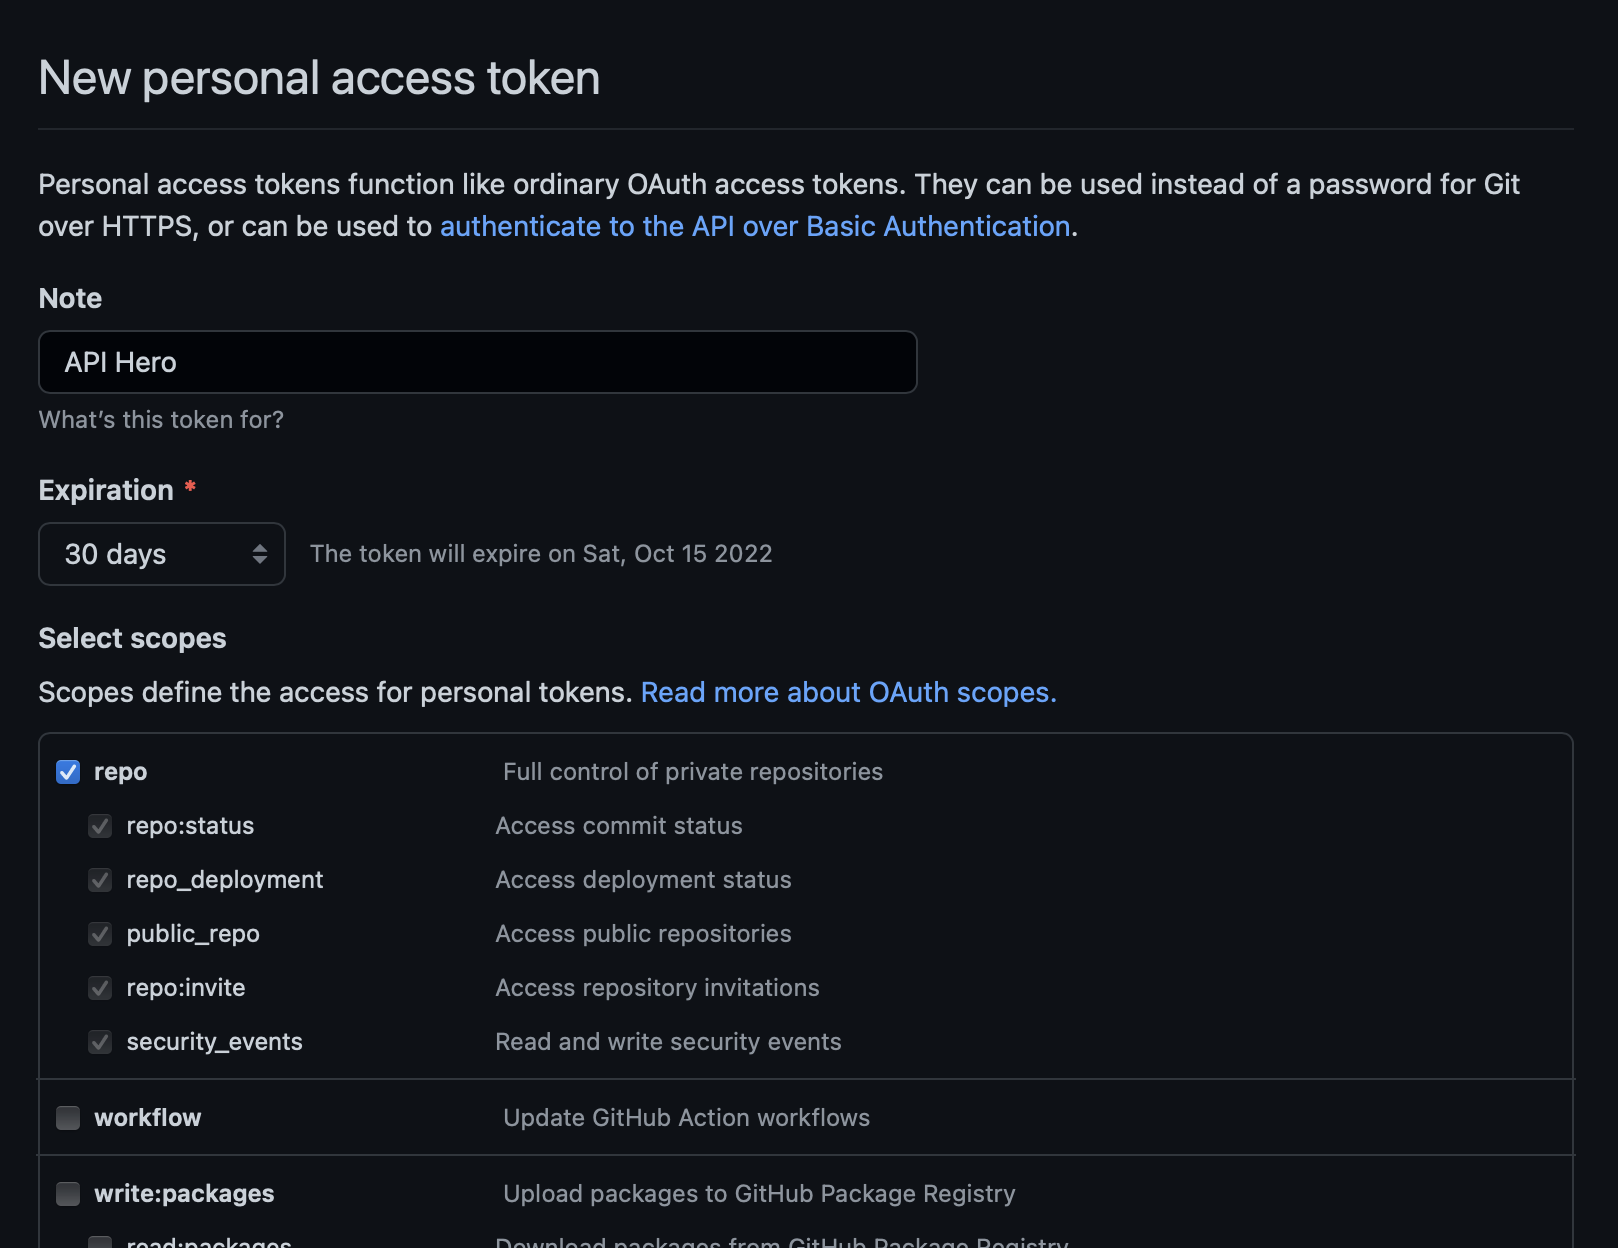 New personal access token
Personal access tokens function like ordinary OAuth access tokens. They can be used instead of a password for Git
over HTTPS, or can be used to authenticate to the API over Basic Authentication.
Note
API Hero
What’s this token for?
Expiration *
30 days The token will expire on Sat, Oct 15 2022
Select scopes
Scopes define the access for personal tokens. Read more about OAuth scopes.
repo Full control of private repositories
repo:status Access commit status
repo_deployment Access deployment status
public_repo Access public repositories
repo:invite Access repository invitations
security_events Read and write security events
workflow Update GitHub Action workflows
write:packages Upload packages to GitHub Package Registry
read:packages Download packages from GitHub Package Registry